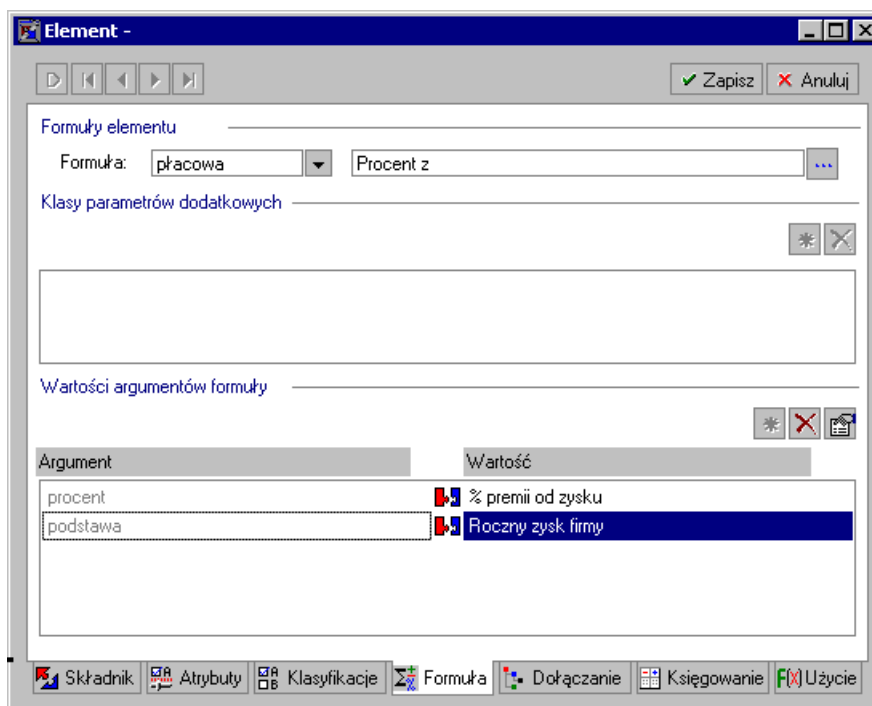 Element -
Zapisz Anuluj
Formuły elementu
Formuła: płacowa Procent z ...
Klasy parametrów dodatkowych
Wartości argumentów formuły
Argument Wartość
procent % premii od zysku
podstawa Roczny zysk firmy
Składnik Atrybuty Klasyfikacje Formuła Dołączanie Księgowanie F(X) Użycie